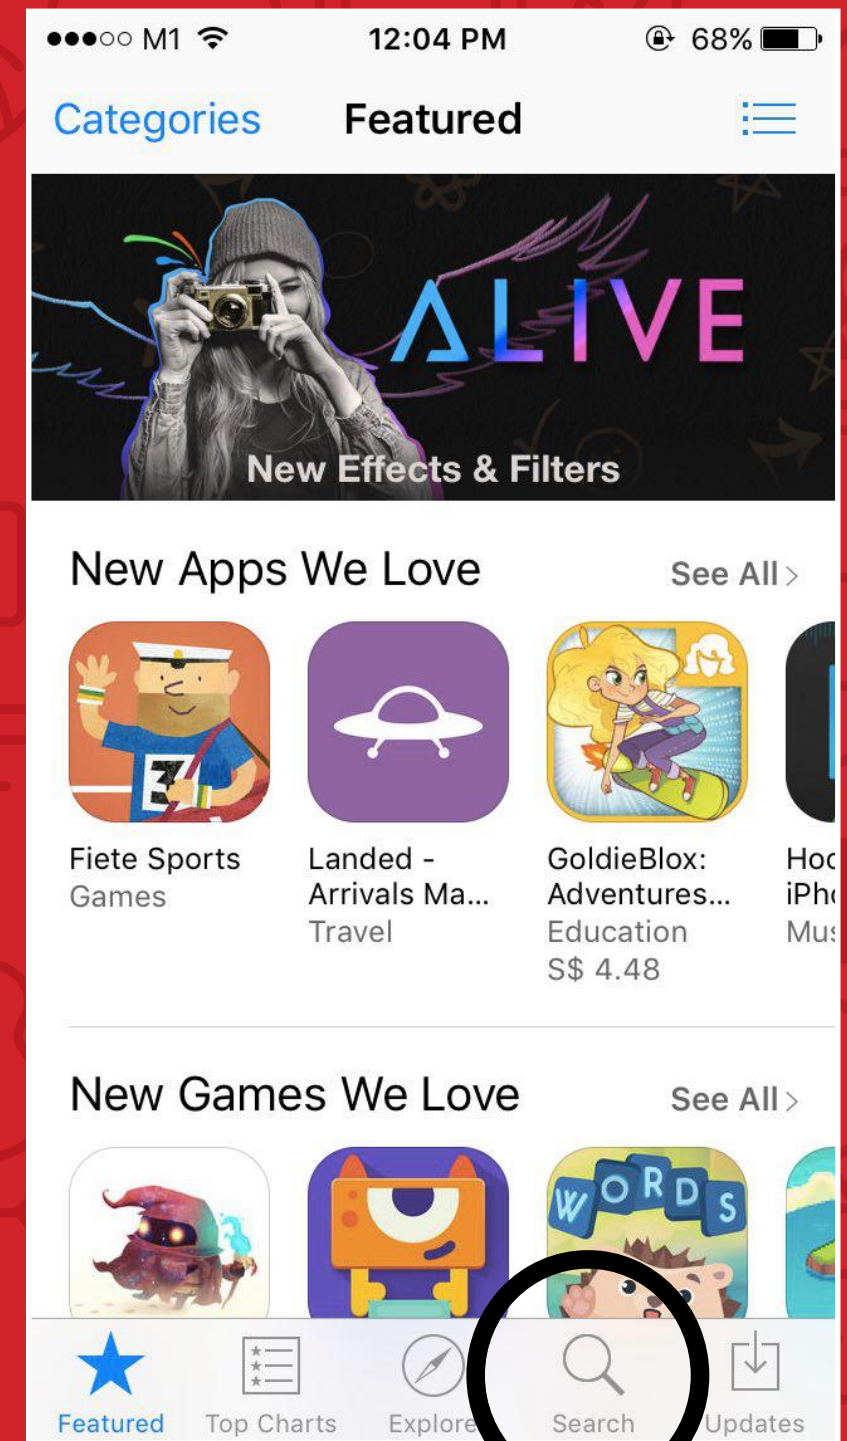 M1 12:04 PM 68%
Categories Featured
ALIVE
New Effects & Filters
New Apps We Love See All >
Fiete Sports
Games
Landed -
Arrivals Ma...
Travel
GoldieBlox:
Adventures...
Education
S$ 4.48
New Games We Love See All >
3
WORDS
Featured Top Charts Explore Search Updates